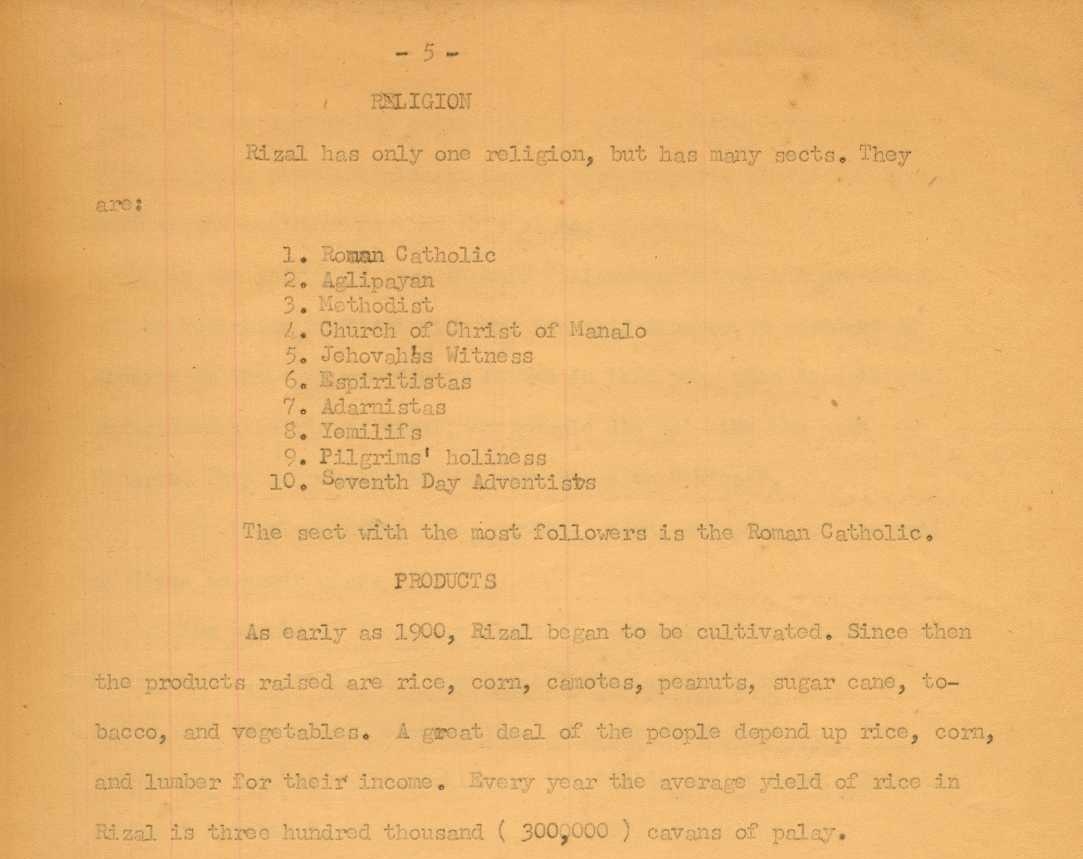 - 5 -
RELIGION
Rizal has only one religion, but has many sects. They
are:
1. Roman Catholic
2. Aglipayan
3. Methodist
4. Church of Christ of Manalo
5. Jehovah's Witness
6. Espiritistas
7. Adarnistas
8. Yemilifs
9. Pilgrims' holiness
10. Seventh Day Adventists
The sect with the most followers is the Roman Catholic.
PRODUCTS
As early as 1900, Rizal began to be cultivated. Since then
the products raised are rice, corn, camotes, peanuts, sugar cane, to-
bacco, and vegetables. A great deal of the people depend up rice, corn,
and lumber for their income. Every year the average yield of rice in
Rizal is three hundred thousand ( 300,000 ) cavans of palay.